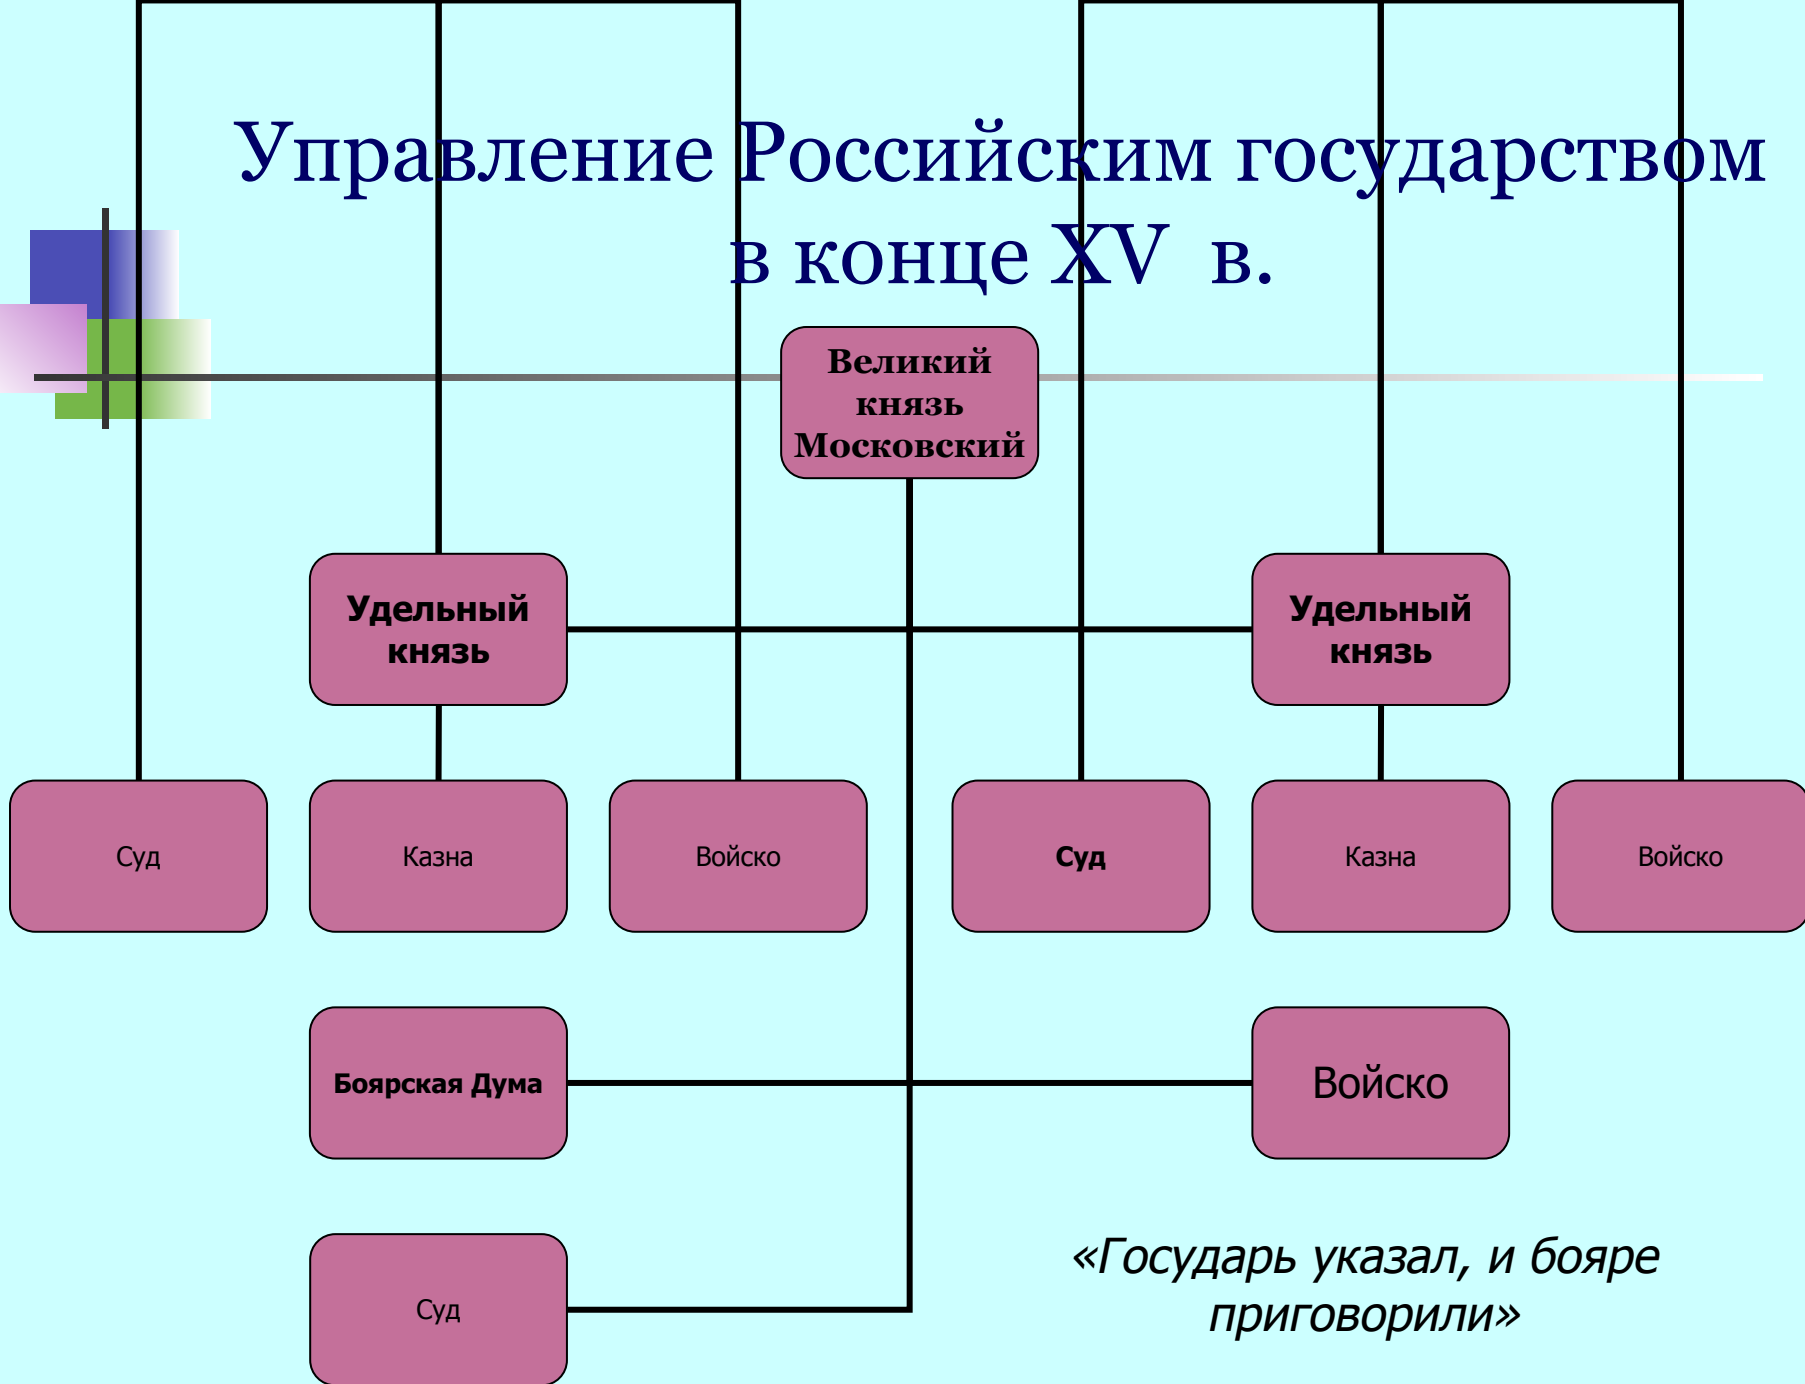 Управление Российским государством
в конце XV в.
Великий
князь
Московский
Удельный
князь
Удельный
князь
Суд
Казна
Войско
Суд
Казна
Войско
Боярская Дума
Войско
Суд
«Государь указал, и бояре
приговорили»